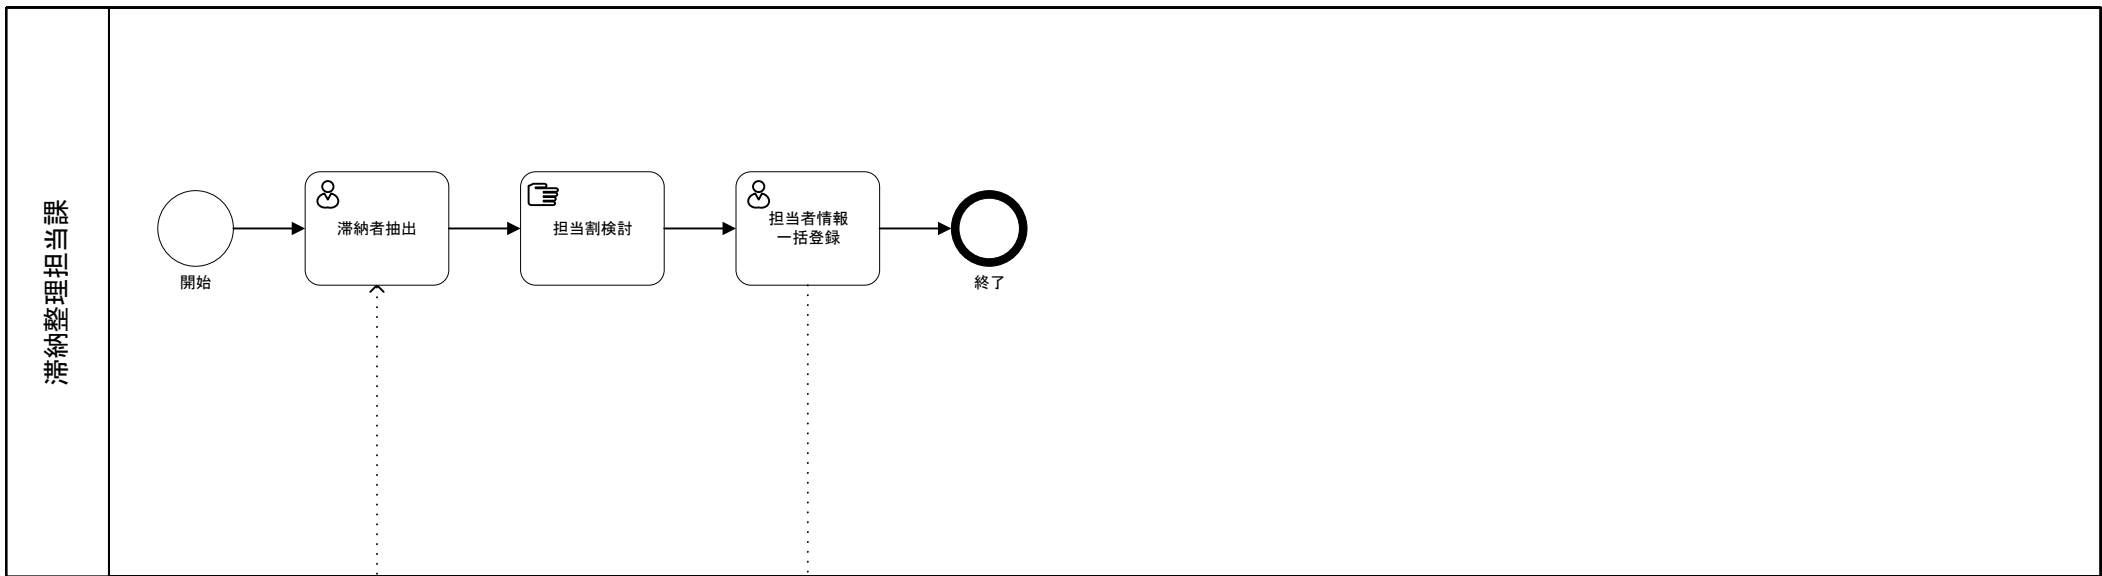 滞納整理担当課
開始
滞納者抽出
担当割検討
担当者情報
一括登録
終了